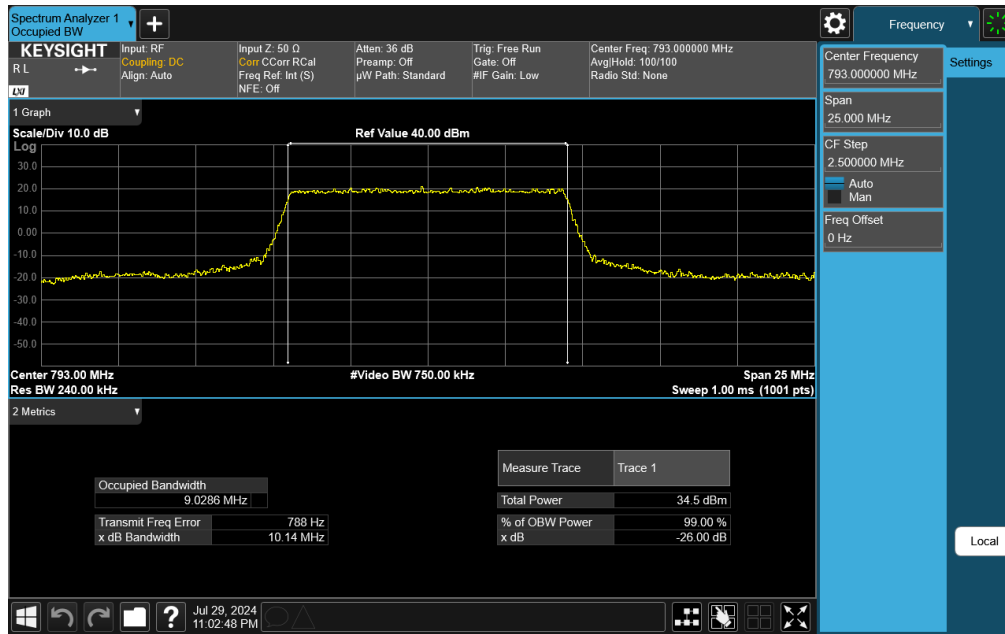 Spectrum Analyzer 1
Occupied BW
+
Frequency
KEYSIGHT
R L
LXI
Input: RF
Coupling: DC
Align: Auto
Input Z: 50 Ω
Corr CCorr RCal
Freq Ref: Int (S)
NFE: Off
Atten: 36 dB
Preamp: Off
µW Path: Standard
Trig: Free Run
Gate: Off
#IF Gain: Low
Center Freq: 793.000000 MHz
Avg|Hold: 100/100
Radio Std: None
Center Frequency
793.000000 MHz
Settings
Span
25.000 MHz
CF Step
2.500000 MHz
Auto
Man
Freq Offset
0 Hz
Local
1 Graph
Scale/Div 10.0 dB
Ref Value 40.00 dBm
Log
30.0
20.0
10.0
0.00
-10.0
-20.0
-30.0
-40.0
-50.0
Center 793.00 MHz
#Video BW 750.00 kHz
Span 25 MHz
Res BW 240.00 kHz
Sweep 1.00 ms (1001 pts)
2 Metrics
Occupied Bandwidth
9.0286 MHz
Transmit Freq Error 788 Hz
x dB Bandwidth 10.14 MHz
Measure Trace Trace 1
Total Power 34.5 dBm
% of OBW Power 99.00 %
x dB -26.00 dB
?
Jul 29, 2024
11:02:48 PM